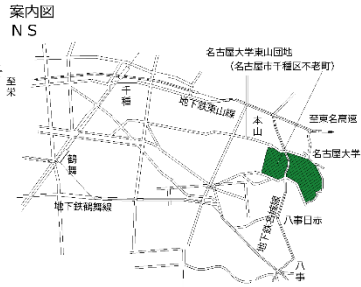 案内図
NS
名古屋大学東山団地
(名古屋市千種区不老町)
至栄
千種
地下鉄東山線
本山
至東名高速
名古屋大学
鶴舞
地下鉄鶴舞線
地下鉄名城線
八事日赤
八事